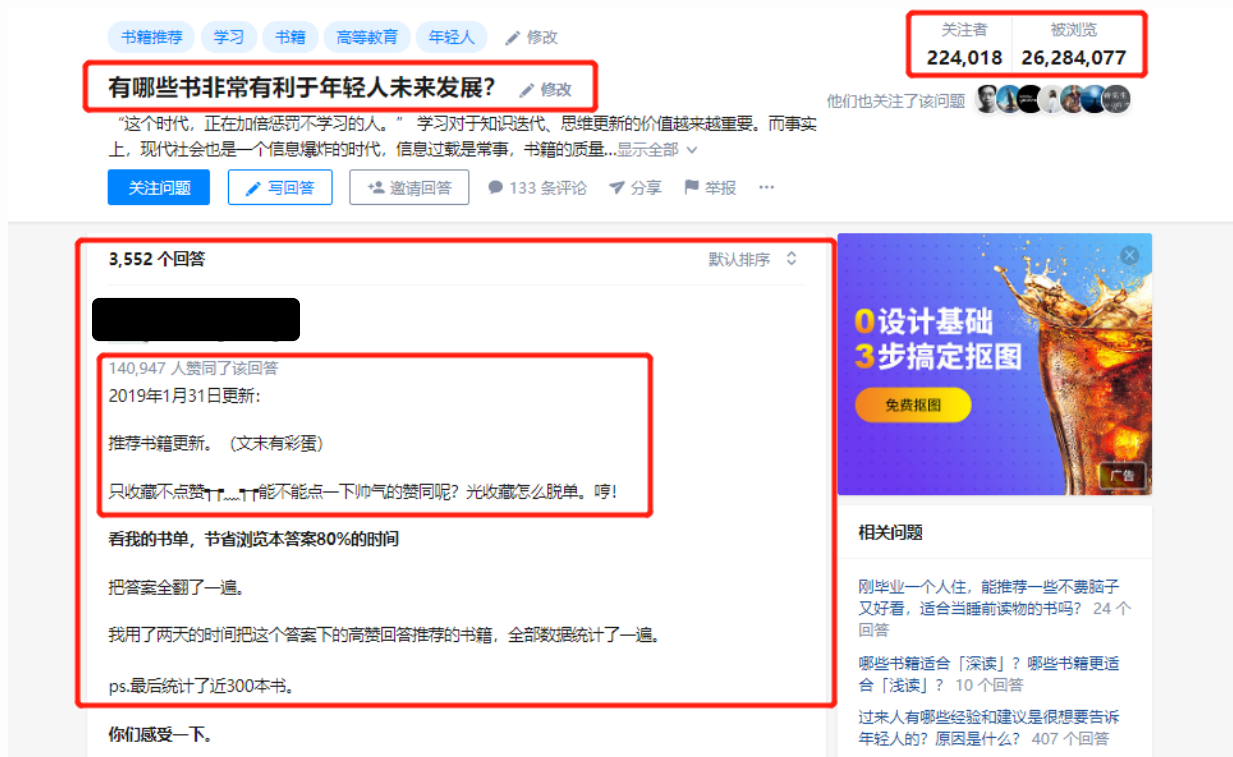 书籍推荐 学习 书籍 高等教育 年轻人 修改
关注者 被浏览
224,018 26,284,077
有哪些书非常有利于年轻人未来发展? 修改
他们也关注了该问题
“这个时代，正在加倍惩罚不学习的人。” 学习对于知识迭代、思维更新的价值越来越重要。而事实
上，现代社会也是一个信息爆炸的时代，信息过载是常事，书籍的质量...显示全部
关注问题 写回答 邀请回答 133 条评论 分享 举报 ...
3,552 个回答 默认排序
140,947 人赞同了该回答
2019年1月31日更新:
推荐书籍更新。（文末有彩蛋）
只收藏不点赞┭┮﹏┭┮能不能点一下帅气的赞同呢？光收藏怎么脱单。哼！
看我的书单，节省浏览本答案80%的时间
把答案全翻了一遍。
我用了两天的时间把这个答案下的高赞回答推荐的书籍，全部数据统计了一遍。
ps.最后统计了近300本书。
你们感受一下。
0设计基础
3步搞定抠图
免费抠图
广告
相关问题
刚毕业一个人住，能推荐一些不费脑子
又好看，适合当睡前读物的书吗？ 24 个
回答
哪些书籍适合「深读」？哪些书籍更适
合「浅读」？ 10 个回答
过来人有哪些经验和建议是很想要告诉
年轻人的？原因是什么？ 407 个回答